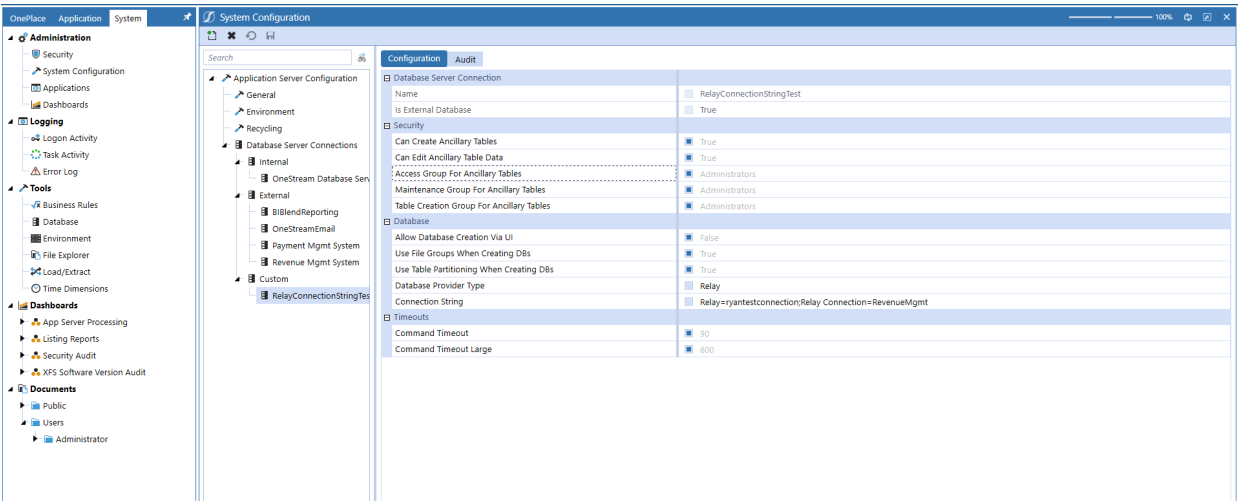 OnePlace Application System
System Configuration
100%
Administration
Security
System Configuration
Applications
Dashboards
Logging
Logon Activity
Task Activity
Error Log
Tools
Business Rules
Database
Environment
File Explorer
Load/Extract
Time Dimensions
Dashboards
App Server Processing
Listing Reports
Security Audit
XFS Software Version Audit
Documents
Public
Users
Administrator
Search
Application Server Configuration
General
Environment
Recycling
Database Server Connections
Internal
OneStream Database Serv
External
BIBlendReporting
OneStreamEmail
Payment Mgmt System
Revenue Mgmt System
Custom
RelayConnectionStringTes
Configuration Audit
Database Server Connection
Name RelayConnectionStringTest
Is External Database True
Security
Can Create Ancillary Tables True
Can Edit Ancillary Table Data True
Access Group For Ancillary Tables Administrators
Maintenance Group For Ancillary Tables Administrators
Table Creation Group For Ancillary Tables Administrators
Database
Allow Database Creation Via UI False
Use File Groups When Creating DBs True
Use Table Partitioning When Creating DBs True
Database Provider Type Relay
Connection String Relay=ryantestconnection;Relay Connection=RevenueMgmt
Timeouts
Command Timeout 90
Command Timeout Large 600